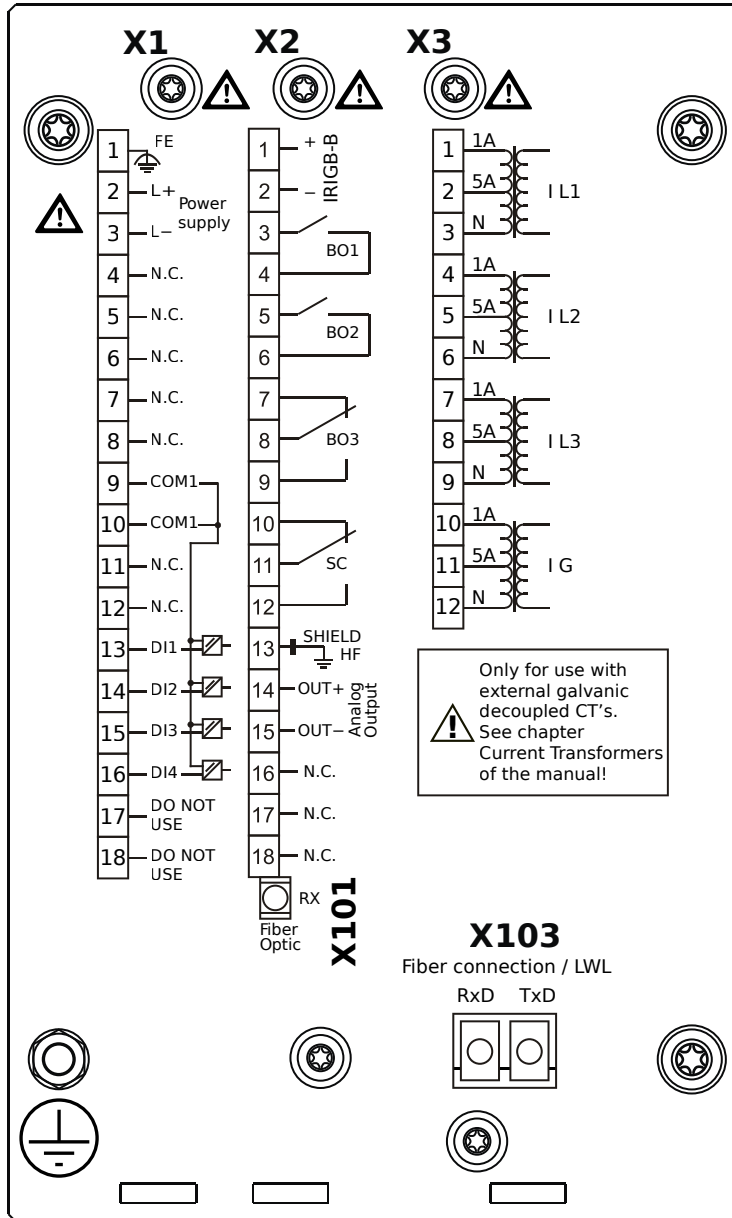 X1
X2
X3
1 FE
2 L+
Power
supply
3 L−
4 N.C.
5 N.C.
6 N.C.
7 N.C.
8 N.C.
9 COM1
10 COM1
11 N.C.
12 N.C.
13 DI1
14 DI2
15 DI3
16 DI4
17 DO NOT
USE
18 DO NOT
USE
1 +
IRIGB-B
2 −
3
BO1
4
5
BO2
6
7
8 BO3
9
10
11 SC
12
13 SHIELD
HF
14 OUT+
15 OUT−
Analog
Output
16 N.C.
17 N.C.
18 N.C.
RX
Fiber
Optic
X101
1 1A
2 5A I L1
3 N
4 1A
5 5A I L2
6 N
7 1A
8 5A I L3
9 N
10 1A
11 5A I G
12 N
Only for use with
external galvanic
decoupled CT's.
See chapter
Current Transformers
of the manual!
X103
Fiber connection / LWL
RxD TxD